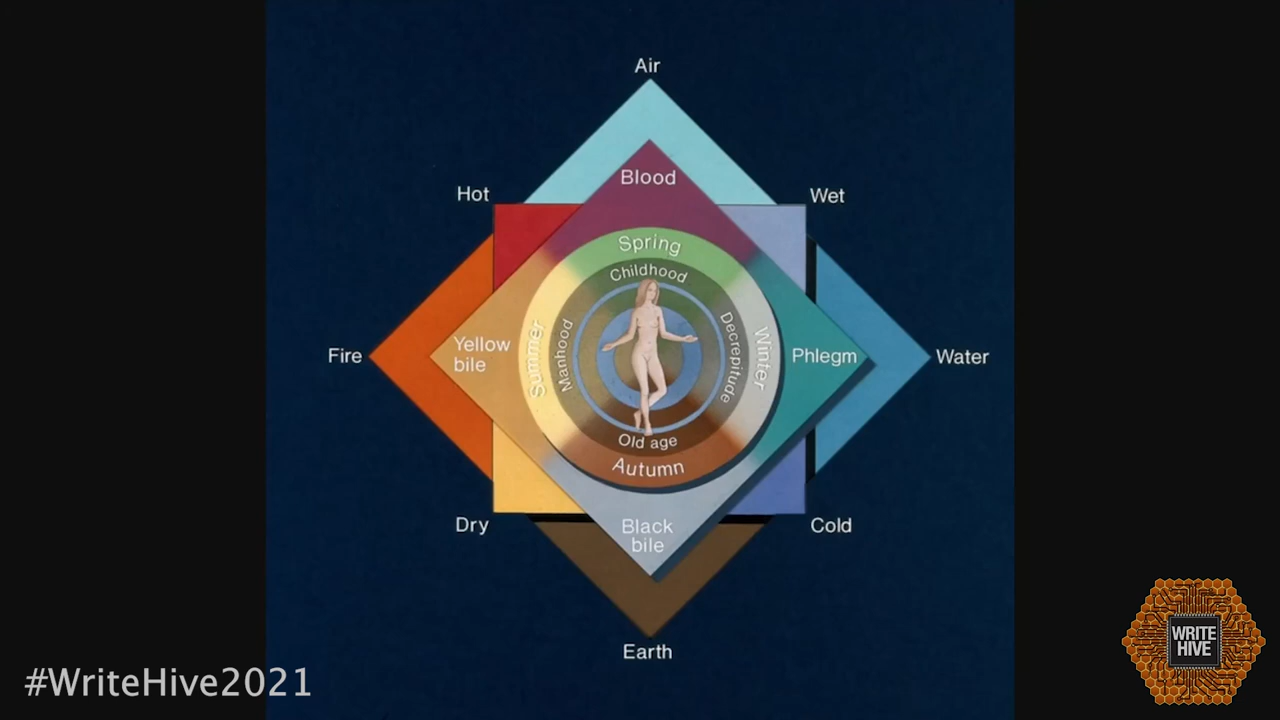 Air
Hot
Blood
Wet
Spring
Childhood
Fire
Yellow
bile
Summer
Manhood
Decrepitude
Winter
Phlegm
Water
Old age
Autumn
Dry
Black
bile
Cold
Earth
#WriteHive2021
WRITE
HIVE